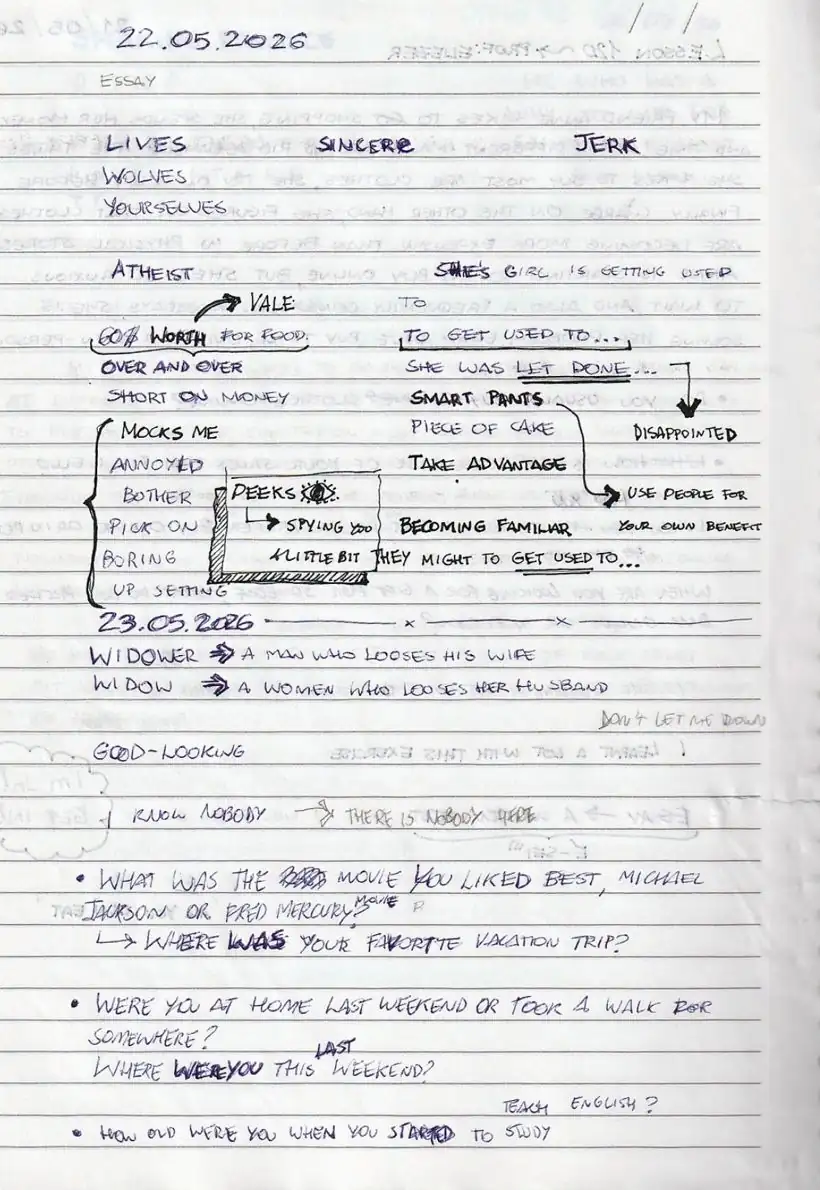 22.05.2026
ESSAY
LIVES SINCERE JERK
WOLVES
YOURSELVES
ATHEIST SHE'S GIRL IS GETTING USED
VALE TO
60$ WORTH FOR FOOD. TO GET USED TO...
OVER AND OVER SHE WAS LET DONE...
SHORT ON MONEY SMART PANTS
MOCKS ME PIECE OF CAKE DISAPPOINTED
ANNOYED TAKE ADVANTAGE
BOTHER PEEKS USE PEOPLE FOR
PICK ON SPYING YOU BECOMING FAMILIAR YOUR OWN BENEFIT
BORING A LITTLE BIT THEY MIGHT TO GET USED TO...
UP SETTING
23.05.2026 x x
WIDOWER ⇒ A MAN WHO LOOSES HIS WIFE
WIDOW ⇒ A WOMEN WHO LOOSES HER HUSBAND
DON'T LET ME DOWN
GOOD-LOOKING
KNOW NOBODY → THERE IS NOBODY HERE
• WHAT WAS THE MOVIE YOU LIKED BEST, MICHAEL
JACKSON OR FRED MERCURY? MOVIE
↳ WHERE WAS YOUR FAVORTTE VACATION TRIP?
• WERE YOU AT HOME LAST WEEKEND OR TOOK A WALK FOR
SOMEWHERE?
LAST
WHERE WERE YOU THIS WEEKEND?
TEACH ENGLISH?
• HOW OLD WERE YOU WHEN YOU STARTED TO STUDY